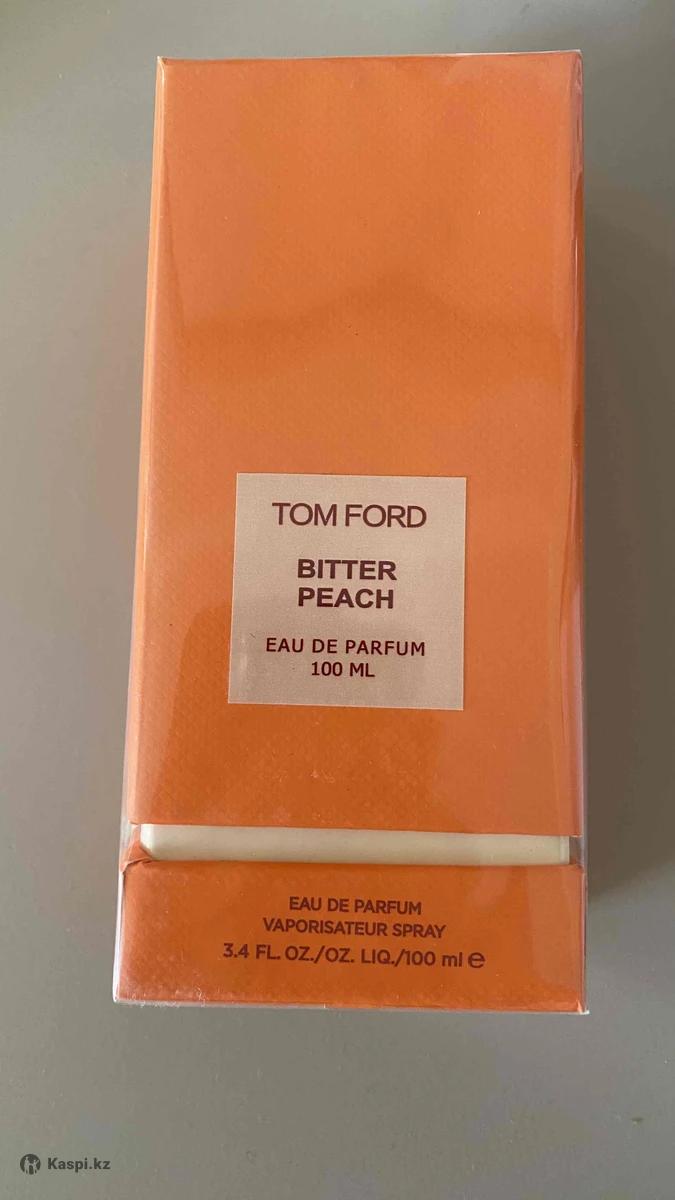 TOM FORD
BITTER
PEACH
EAU DE PARFUM
100 ML
EAU DE PARFUM
VAPORISATEUR SPRAY
3.4 FL. OZ./OZ. LIQ./100 ml ℮
Kaspi.kz